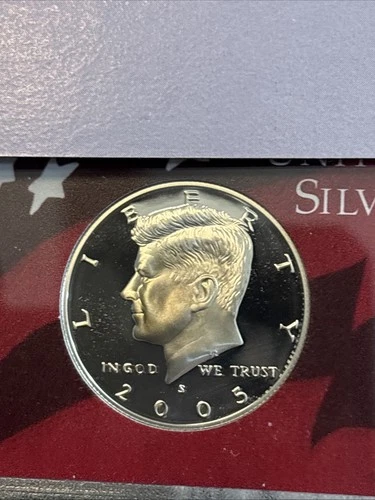 SILV
LIBERTY
IN GOD WE TRUST
S
2005